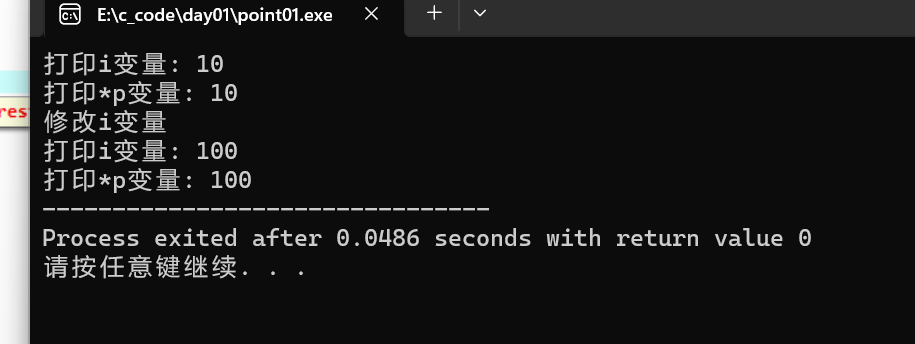 E:\c_code\day01\point01.exe
打印i变量: 10
打印*p变量: 10
修改i变量
打印i变量: 100
打印*p变量: 100
--------------------------------
Process exited after 0.0486 seconds with return value 0
请按任意键继续. . .
res